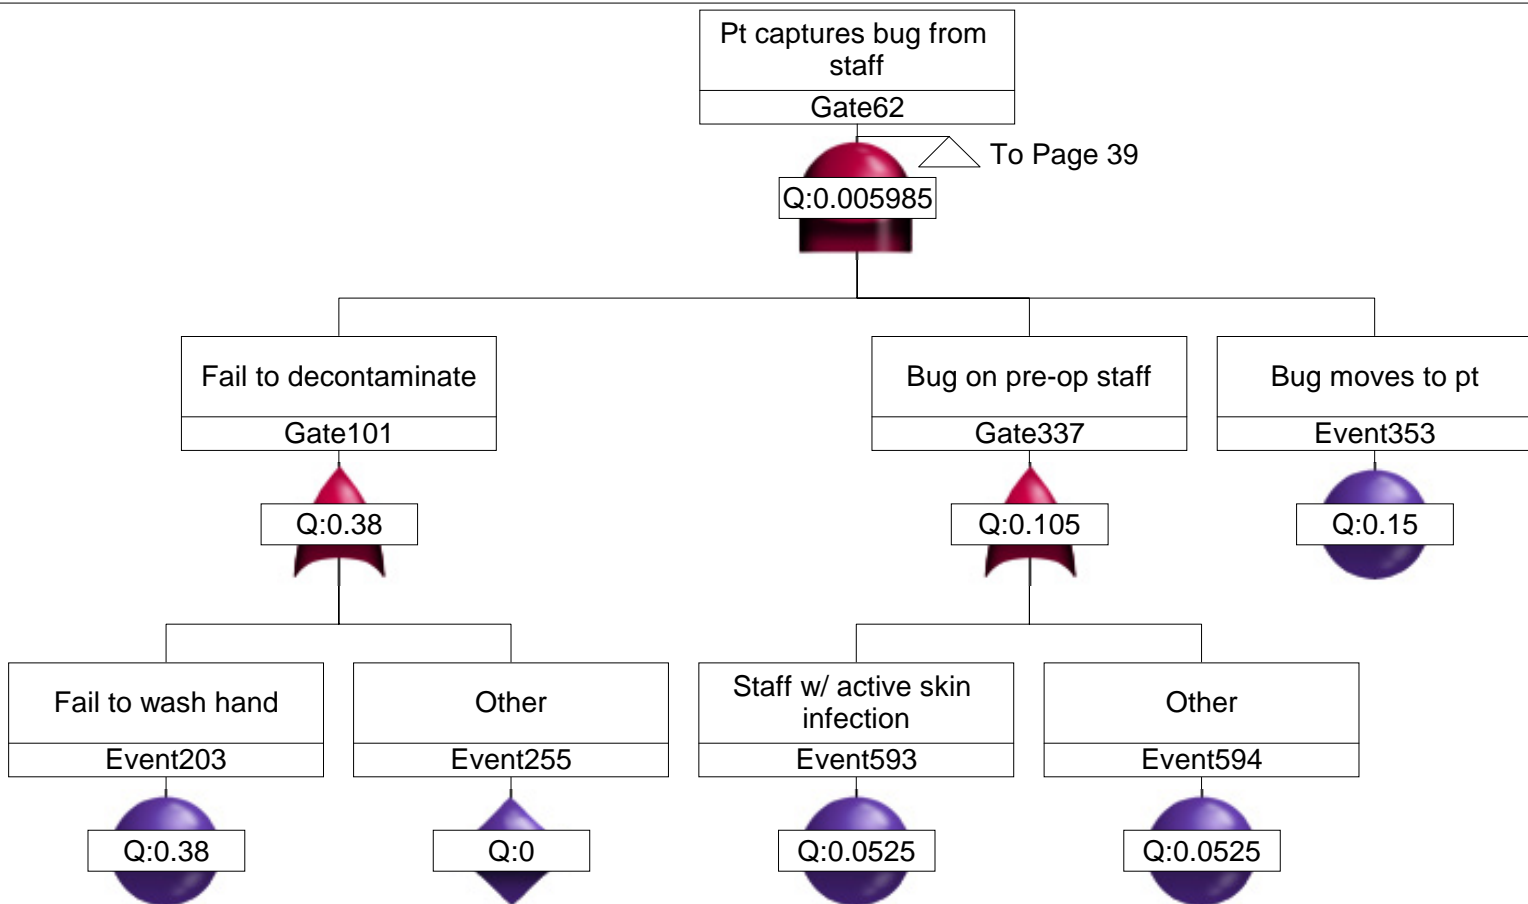 Pt captures bug from
staff
Gate62
To Page 39
Q:0.005985
Fail to decontaminate
Gate101
Q:0.38
Bug on pre-op staff
Gate337
Q:0.105
Bug moves to pt
Event353
Q:0.15
Fail to wash hand
Event203
Q:0.38
Other
Event255
Q:0
Staff w/ active skin
infection
Event593
Q:0.0525
Other
Event594
Q:0.0525